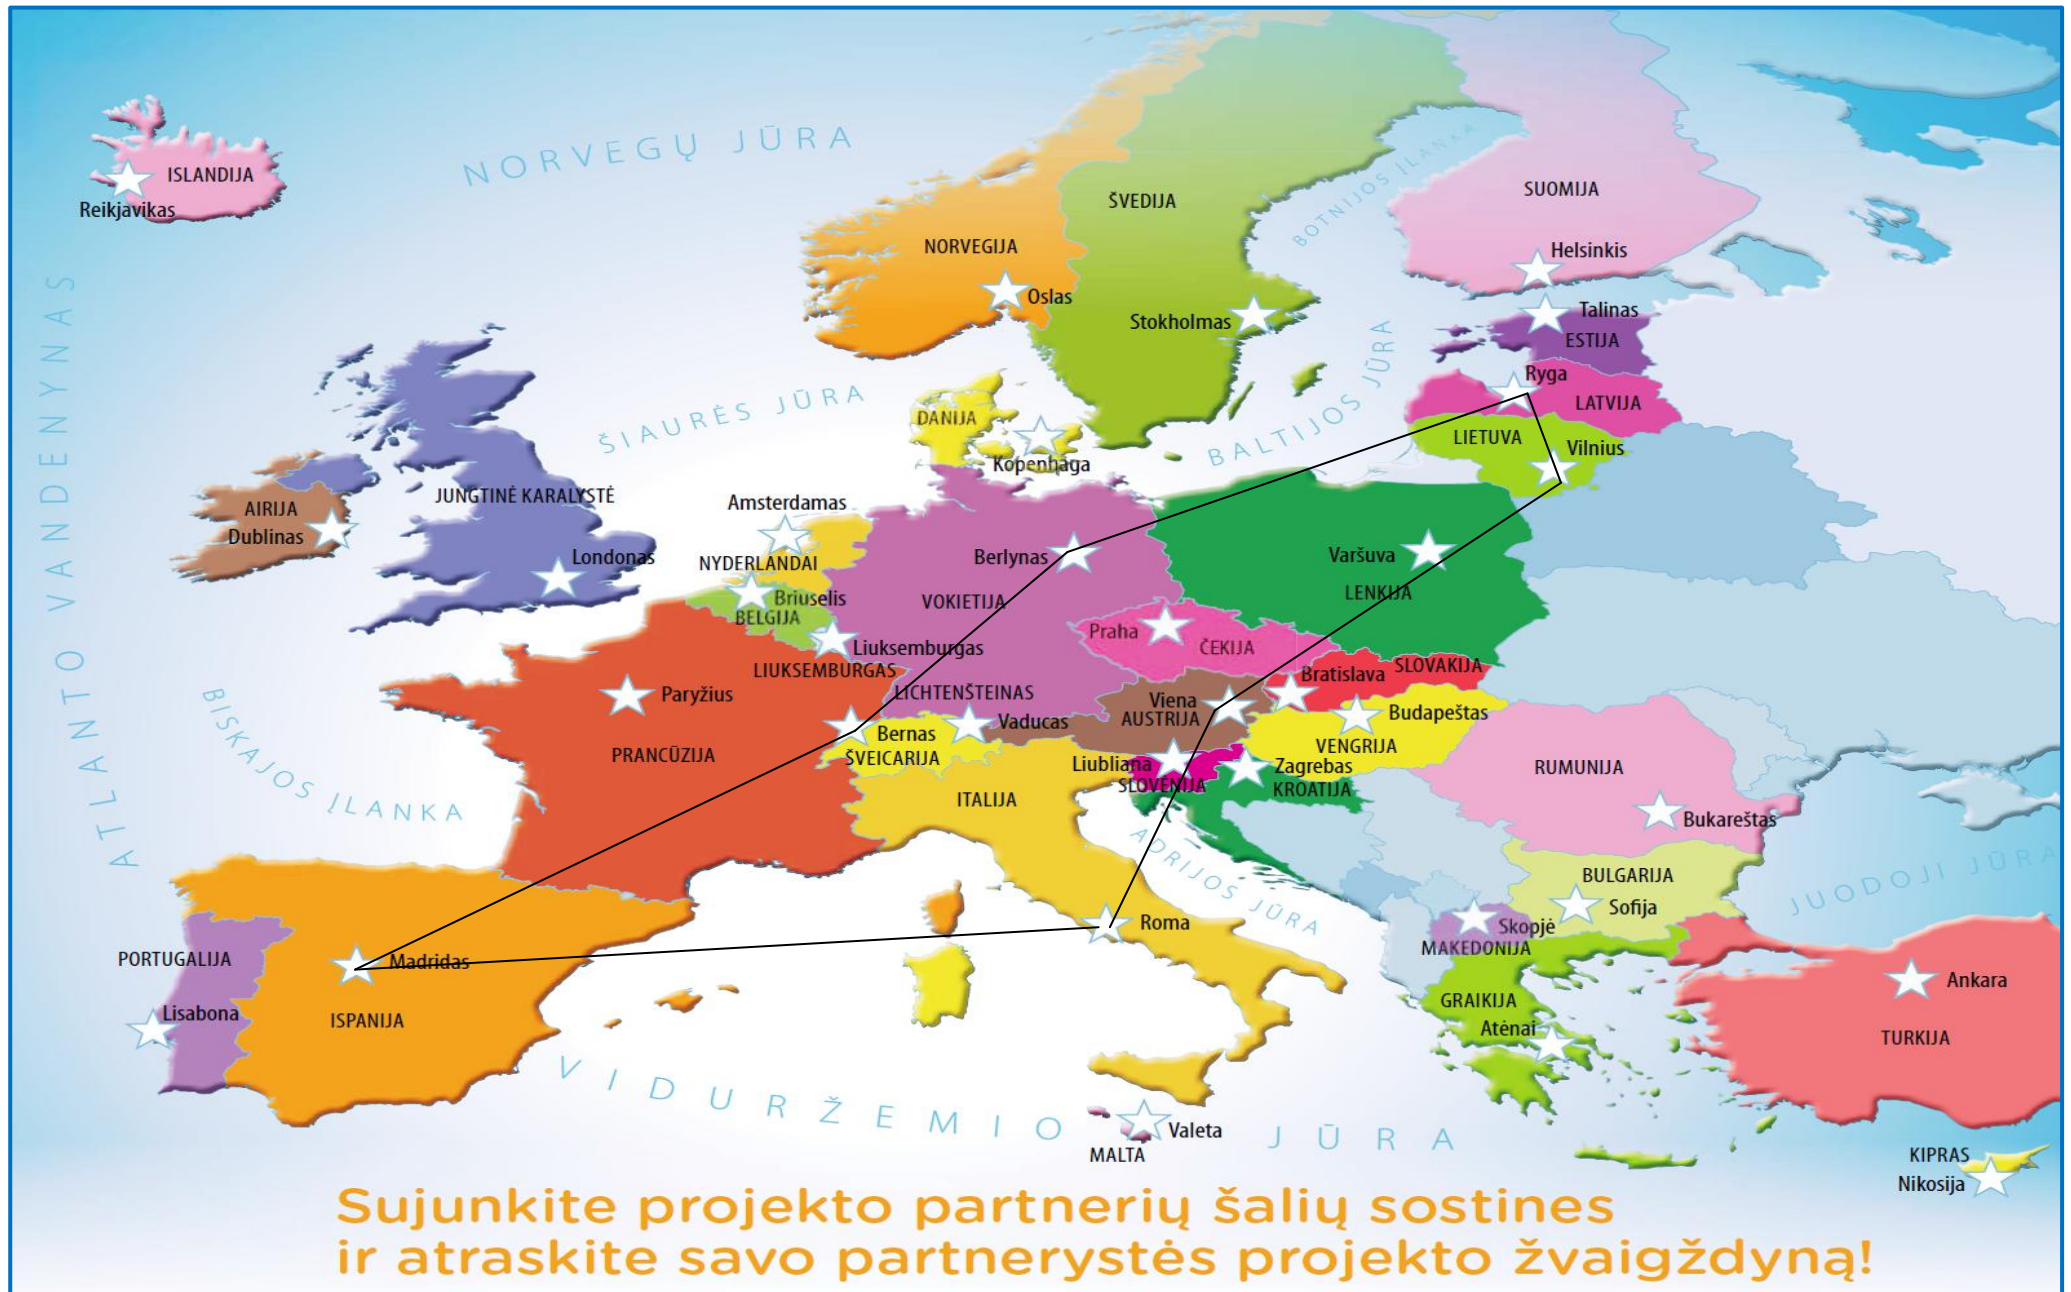 NORVEGŲ JŪRA
ISLANDIJA
Reikjavikas
SUOMIJA
ŠVEDIJA
BOTNIJOS ĮLANKA
NORVEGIJA
Helsinkis
Oslas
Talinas
Stokholmas
ESTIJA
ATLANTO VANDENYNAS
BALTIJOS JŪRA
Ryga
ŠIAURĖS JŪRA
LATVIJA
DANIJA
LIETUVA
Vilnius
Kopenhaga
JUNGTINĖ KARALYSTĖ
Amsterdamas
AIRIJA
Dublinas
Londonas
Berlynas
Varšuva
NYDERLANDAI
LENKIJA
Briuselis
BELGIJA
VOKIETIJA
Praha
ČEKIJA
Liuksemburgas
LIUKSEMBURGAS
SLOVAKIJA
Bratislava
Paryžius
LICHTENŠTEINAS
Viena
AUSTRIJA
Vaducas
Budapeštas
BISKAJOS ĮLANKA
Bernas
ŠVEICARIJA
VENGRIJA
PRANCŪZIJA
Liubliana
SLOVĖNIJA
Zagrebas
KROATIJA
RUMUNIJA
ITALIJA
Bukareštas
ADRIJOS JŪRA
BULGARIJA
JUODOJI JŪRA
Sofija
Roma
Skopjė
MAKEDONIJA
PORTUGALIJA
Madridas
Ankara
GRAIKIJA
Lisabona
ISPANIJA
Atėnai
TURKIJA
VIDURŽEMIO JŪRA
Valeta
MALTA
KIPRAS
Nikosija
Sujunkite projekto partnerių šalių sostines
ir atraskite savo partnerystės projekto žvaigždyną!